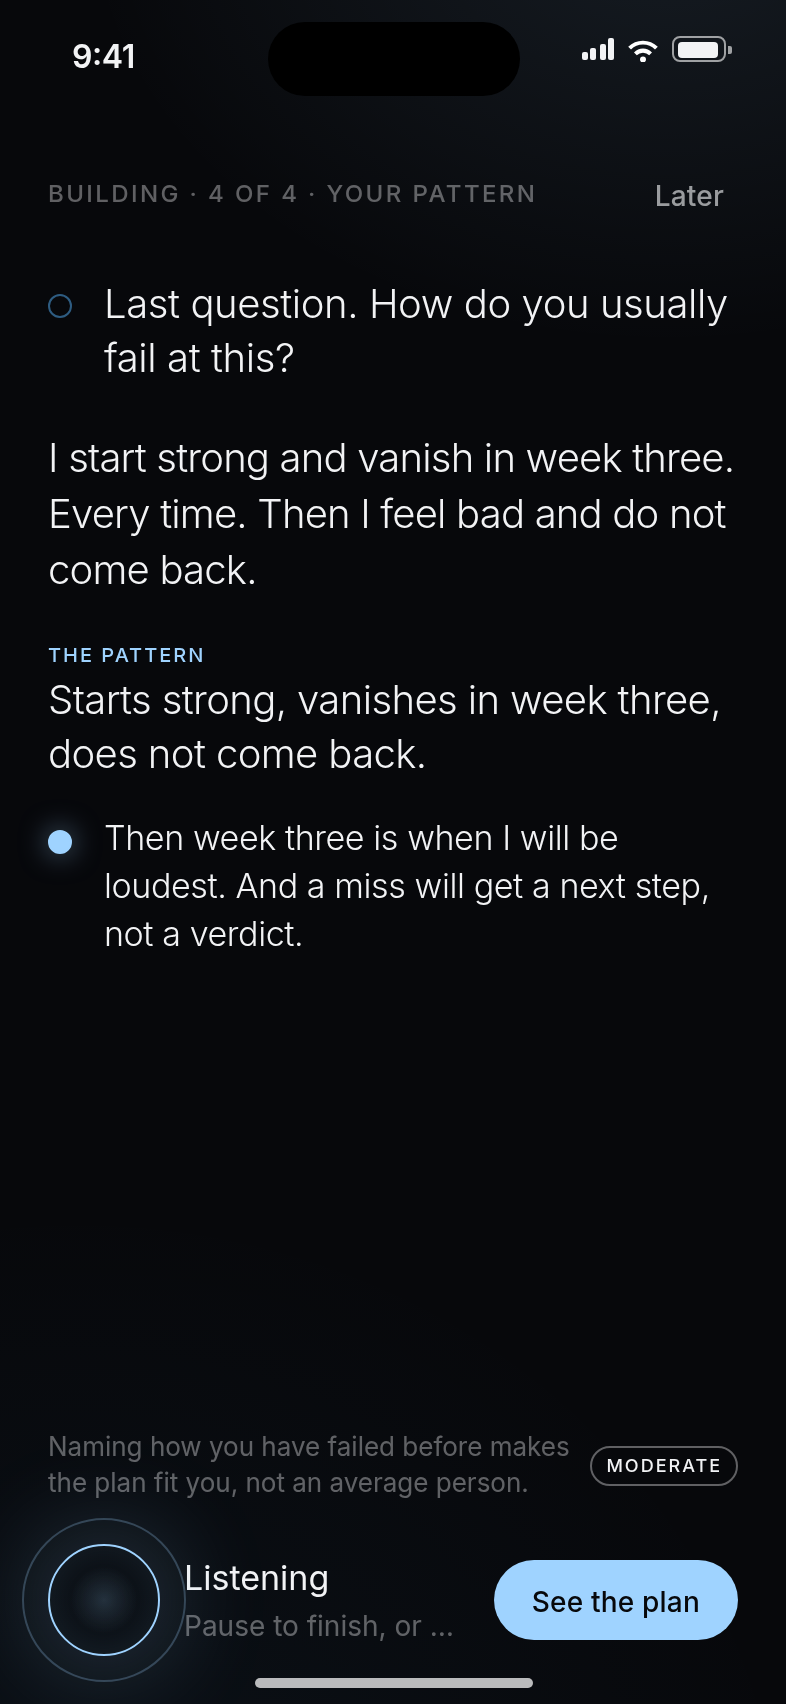 9:41
BUILDING · 4 OF 4 · YOUR PATTERN
Later
Last question. How do you usually
fail at this?
I start strong and vanish in week three.
Every time. Then I feel bad and do not
come back.
THE PATTERN
Starts strong, vanishes in week three,
does not come back.
Then week three is when I will be
loudest. And a miss will get a next step,
not a verdict.
Naming how you have failed before makes
the plan fit you, not an average person.
MODERATE
Listening
Pause to finish, or ...
See the plan